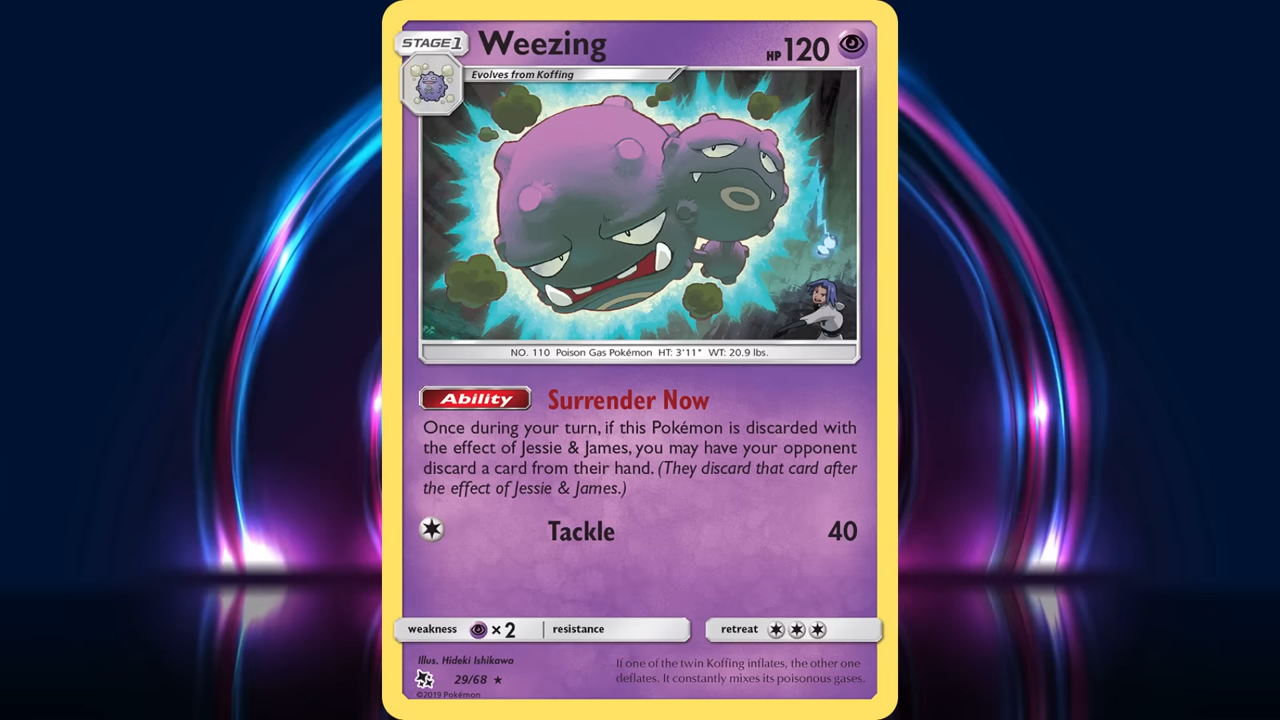 STAGE 1
Weezing
HP 120
Evolves from Koffing
NO. 110 Poison Gas Pokémon HT: 3'11" WT: 20.9 lbs.
Ability
Surrender Now
Once during your turn, if this Pokémon is discarded with
the effect of Jessie & James, you may have your opponent
discard a card from their hand. (They discard that card after
the effect of Jessie & James.)
Tackle 40
weakness ×2 resistance retreat
Illus. Hideki Ishikawa
29/68 ★
©2019 Pokémon
If one of the twin Koffing inflates, the other one
deflates. It constantly mixes its poisonous gases.